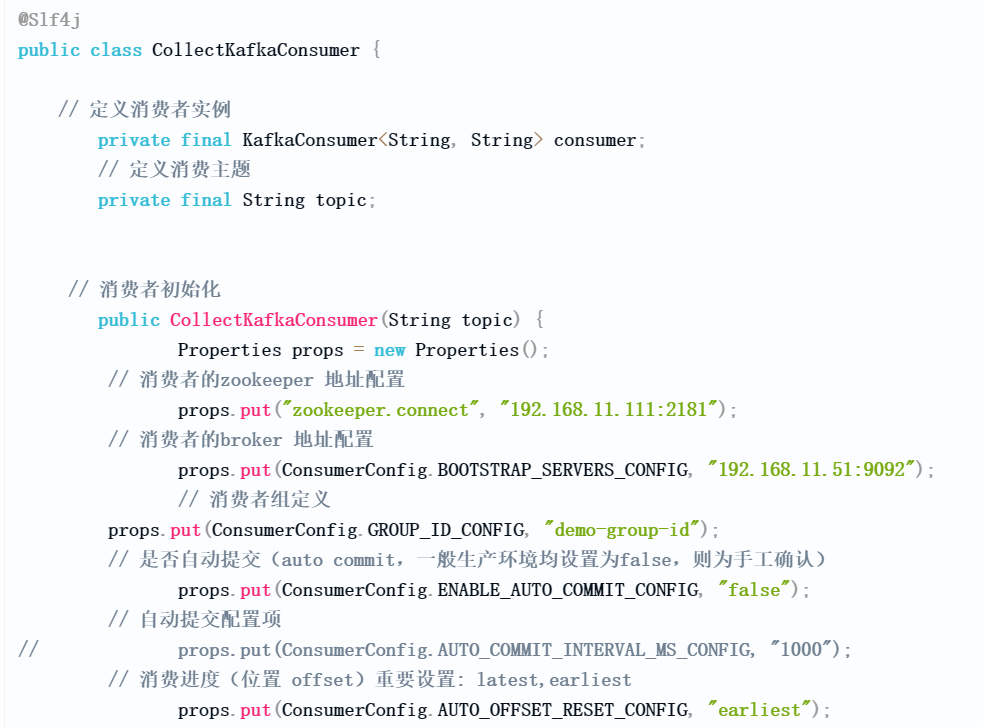 @Slf4j
public class CollectKafkaConsumer {
// 定义消费者实例
private final KafkaConsumer<String, String> consumer;
// 定义消费主题
private final String topic;
// 消费者初始化
public CollectKafkaConsumer(String topic) {
Properties props = new Properties();
// 消费者的zookeeper 地址配置
props.put("zookeeper.connect", "192.168.11.111:2181");
// 消费者的broker 地址配置
props.put(ConsumerConfig.BOOTSTRAP_SERVERS_CONFIG, "192.168.11.51:9092");
// 消费者组定义
props.put(ConsumerConfig.GROUP_ID_CONFIG, "demo-group-id");
// 是否自动提交（auto commit，一般生产环境均设置为false，则为手工确认）
props.put(ConsumerConfig.ENABLE_AUTO_COMMIT_CONFIG, "false");
// 自动提交配置项
// props.put(ConsumerConfig.AUTO_COMMIT_INTERVAL_MS_CONFIG, "1000");
// 消费进度（位置 offset）重要设置: latest,earliest
props.put(ConsumerConfig.AUTO_OFFSET_RESET_CONFIG, "earliest");